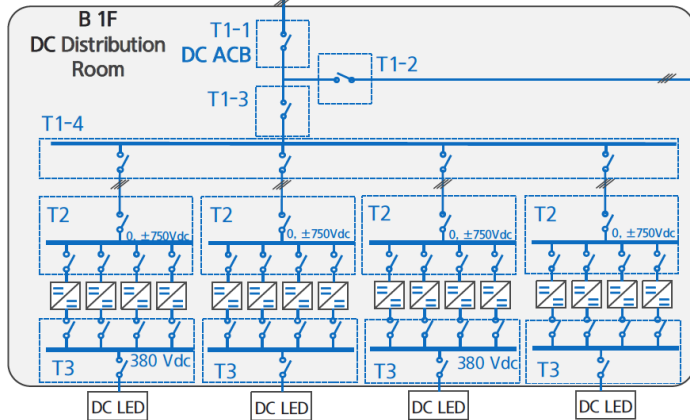 B 1F
DC Distribution
Room
T1-1
DC ACB
T1-2
T1-3
T1-4
T2
0, ±750Vdc
T2
0, ±750Vdc
T2
0, ±750Vdc
T2
0, ±750Vdc
T3
380 Vdc
T3
T3
380 Vdc
T3
DC LED
DC LED
DC LED
DC LED